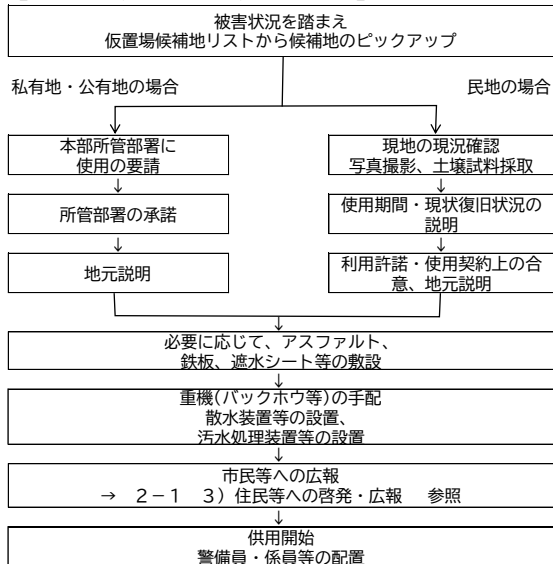 被害状況を踏まえ
仮置場候補地リストから候補地のピックアップ
私有地・公有地の場合
民地の場合
本部所管部署に
使用の要請
↓
所管部署の承諾
↓
地元説明
現地の現況確認
写真撮影、土壌試料採取
↓
使用期間・現状復旧状況の
説明
↓
利用許諾・使用契約上の合
意、地元説明
↓
必要に応じて、アスファルト、
鉄板、遮水シート等の敷設
↓
重機(バックホウ等)の手配
散水装置等の設置、
汚水処理装置等の設置
↓
市民等への広報
→ 2-1 3)住民等への啓発・広報 参照
↓
供用開始
警備員・係員等の配置